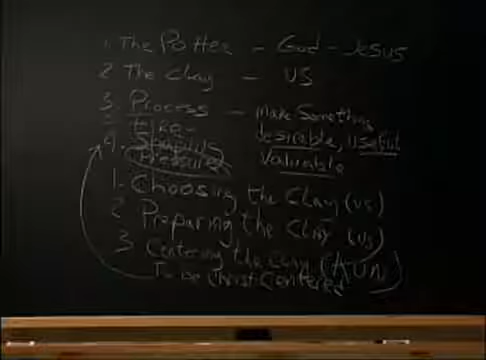 1. The Potter - God - Jesus
2. The Clay - US
3. Process - Make Something
desirable, useful
valuable
4. Shaping
Pressures
1. Choosing the Clay (US)
2 Preparing the Clay (US)
3 Centering the Clay
To be Christ Centered